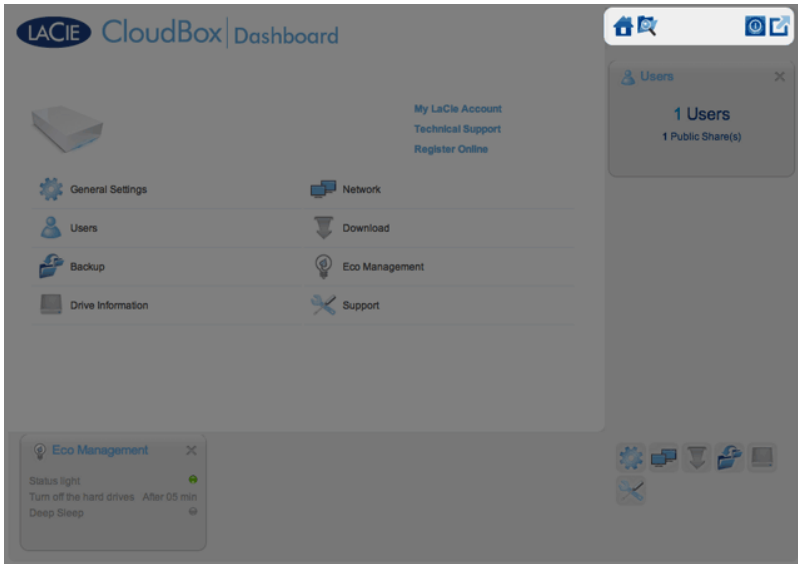 LACIE CloudBox Dashboard
Users
1 Users
1 Public Share(s)
My LaCie Account
Technical Support
Register Online
General Settings
Network
Users
Download
Backup
Eco Management
Drive Information
Support
Eco Management
Status light
Turn off the hard drives After 05 min
Deep Sleep